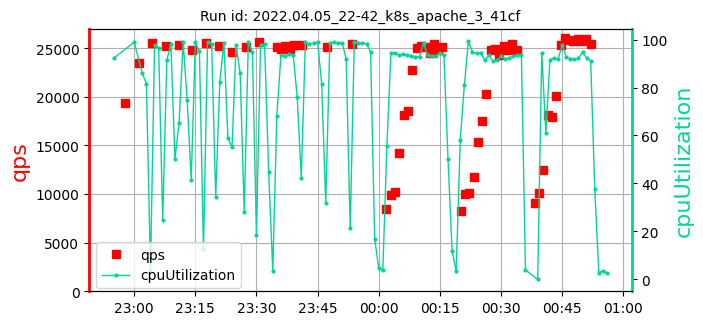 Run id: 2022.04.05_22-42_k8s_apache_3_41cf
25000
20000
15000
10000
5000
0
qps
100
80
60
40
20
0
cpuUtilization
qps
cpuUtilization
23:00 23:15 23:30 23:45 00:00 00:15 00:30 00:45 01:00